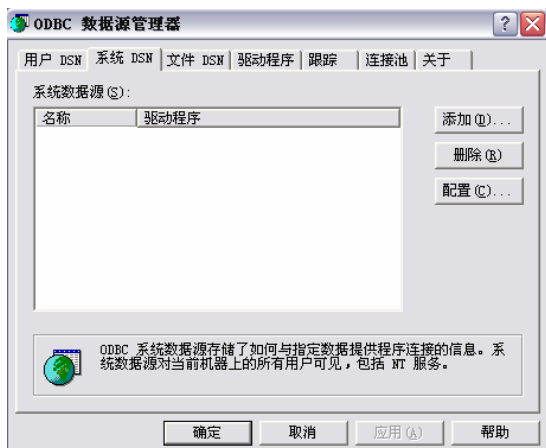 ODBC 数据源管理器
用户 DSN 系统 DSN 文件 DSN 驱动程序 跟踪 连接池 关于
系统数据源(S):
名称 驱动程序
添加(D)...
删除(R)
配置(C)...
ODBC 系统数据源存储了如何与指定数据提供程序连接的信息。系
统数据源对当前机器上的所有用户可见，包括 NT 服务。
确定 取消 应用(A) 帮助